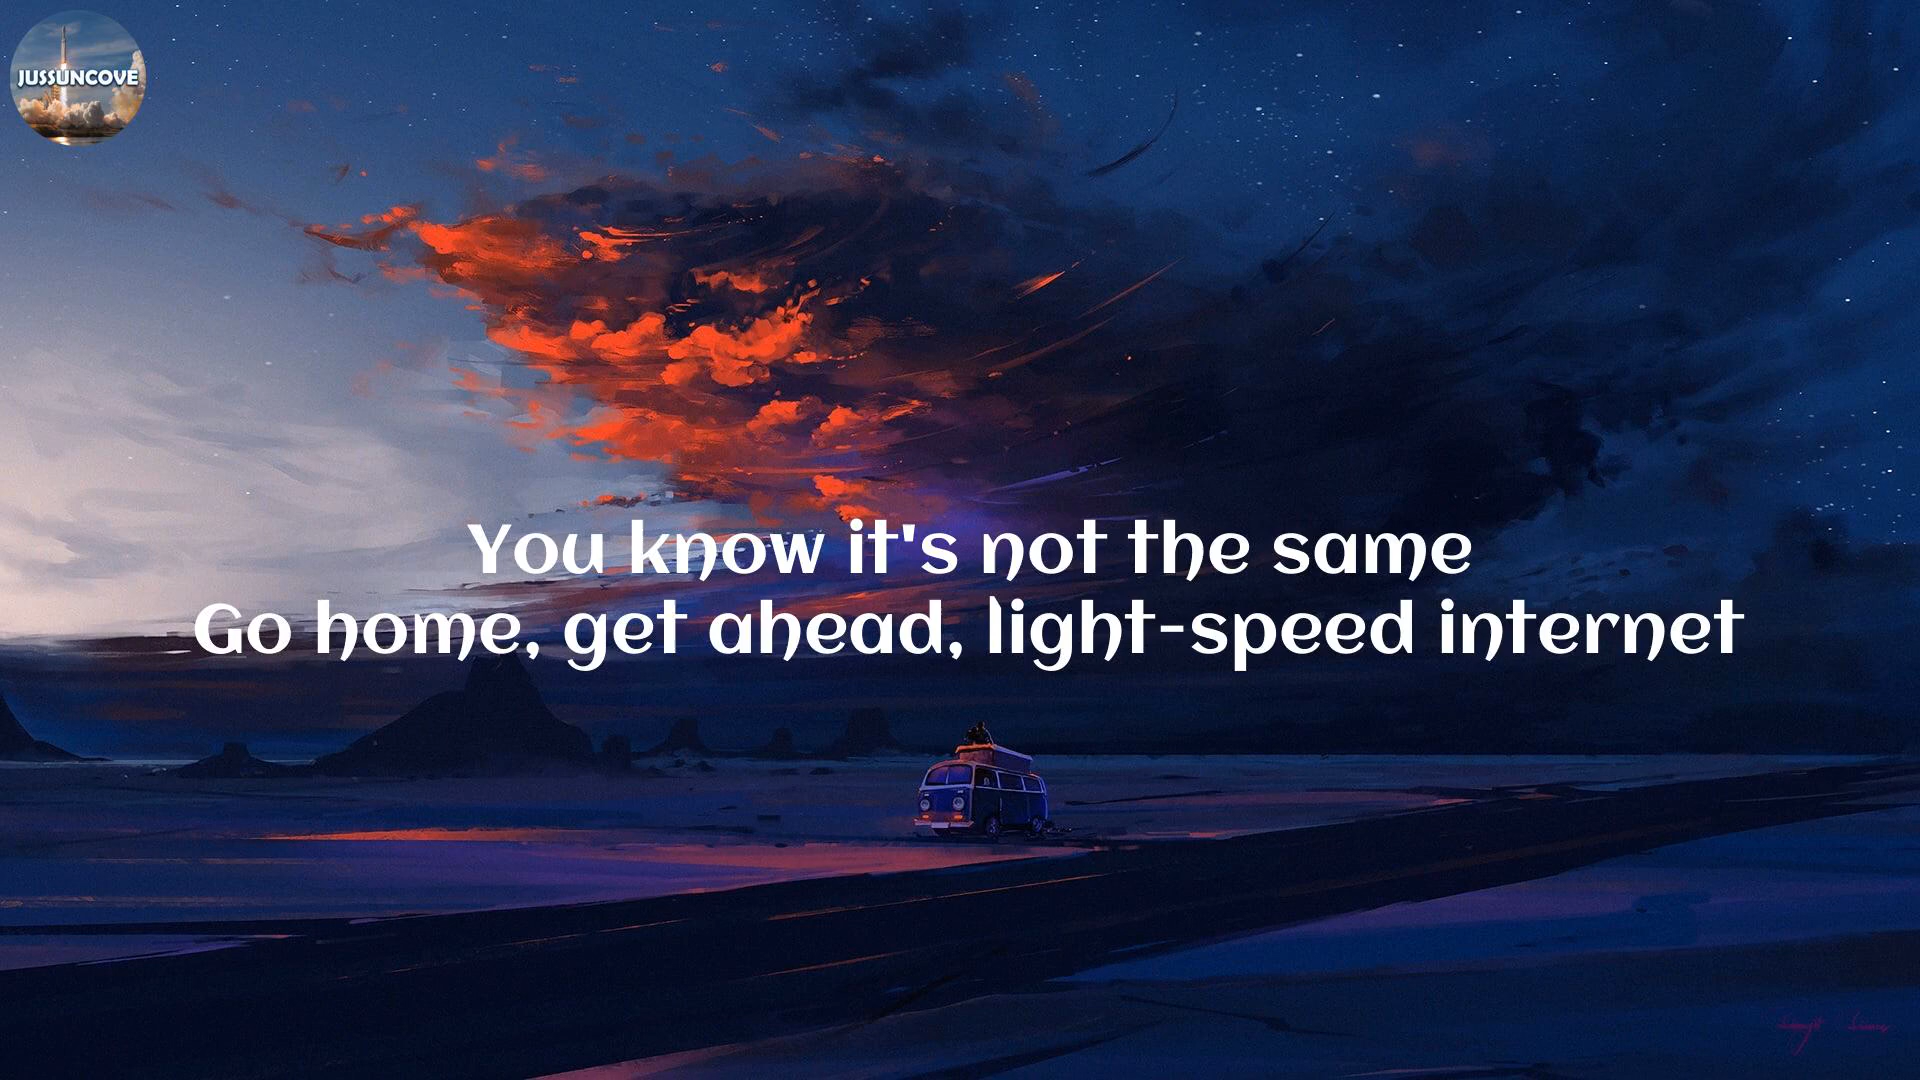 JUSSUNCOVE
You know it's not the same
Go home, get ahead, light-speed internet